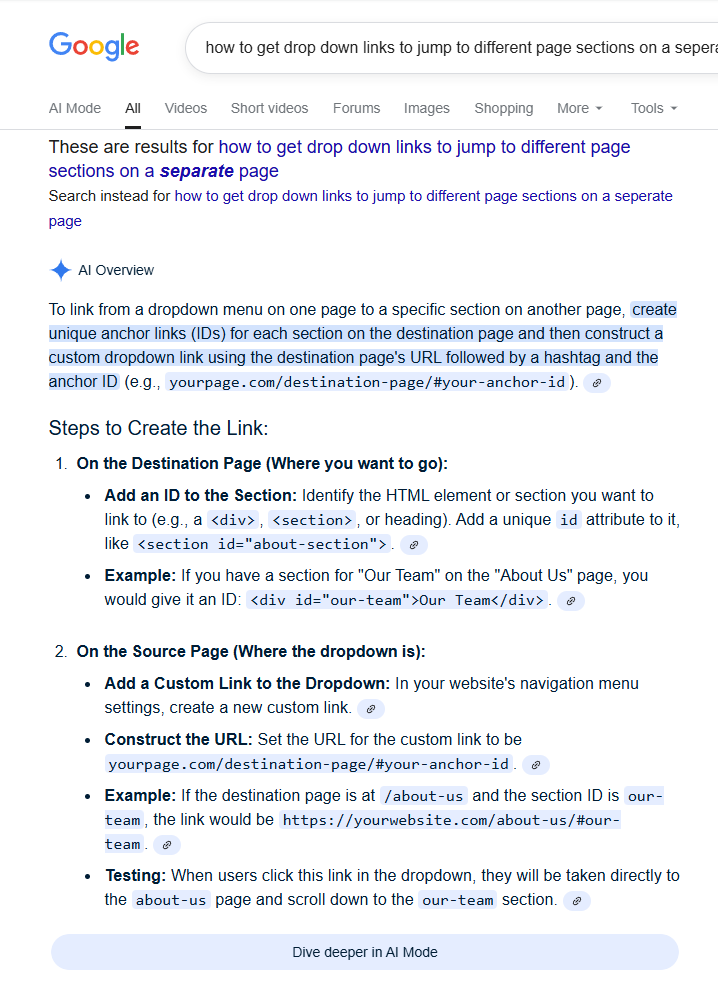 Google
how to get drop down links to jump to different page sections on a sepera
AI Mode All Videos Short videos Forums Images Shopping More Tools
These are results for how to get drop down links to jump to different page
sections on a separate page
Search instead for how to get drop down links to jump to different page sections on a seperate
page
AI Overview
To link from a dropdown menu on one page to a specific section on another page, create
unique anchor links (IDs) for each section on the destination page and then construct a
custom dropdown link using the destination page's URL followed by a hashtag and the
anchor ID (e.g., yourpage.com/destination-page/#your-anchor-id ).
Steps to Create the Link:
1. On the Destination Page (Where you want to go):
• Add an ID to the Section: Identify the HTML element or section you want to
link to (e.g., a <div>, <section>, or heading). Add a unique id attribute to it,
like <section id="about-section">.
• Example: If you have a section for "Our Team" on the "About Us" page, you
would give it an ID: <div id="our-team">Our Team</div>.
2. On the Source Page (Where the dropdown is):
• Add a Custom Link to the Dropdown: In your website's navigation menu
settings, create a new custom link.
• Construct the URL: Set the URL for the custom link to be
yourpage.com/destination-page/#your-anchor-id.
• Example: If the destination page is at /about-us and the section ID is our-
team, the link would be https://yourwebsite.com/about-us/#our-
team.
• Testing: When users click this link in the dropdown, they will be taken directly to
the about-us page and scroll down to the our-team section.
Dive deeper in AI Mode